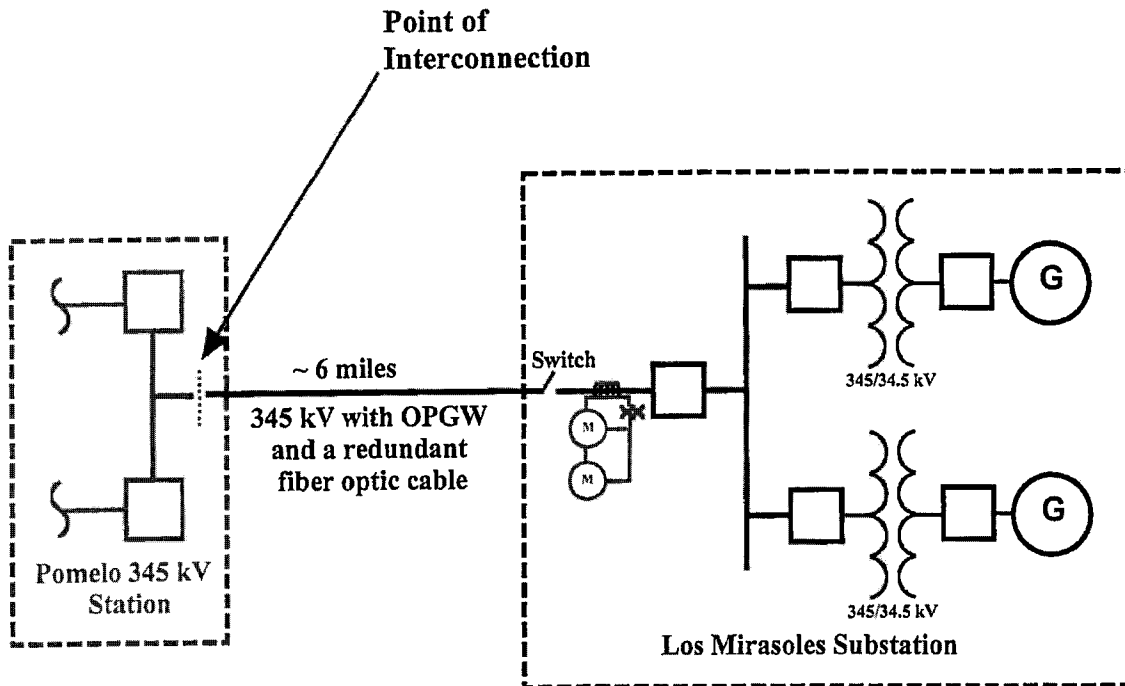 Point of
Interconnection
~ 6 miles
345 kV with OPGW
and a redundant
fiber optic cable
Switch
M
M
G
345/34.5 kV
G
345/34.5 kV
Pomelo 345 kV
Station
Los Mirasoles Substation